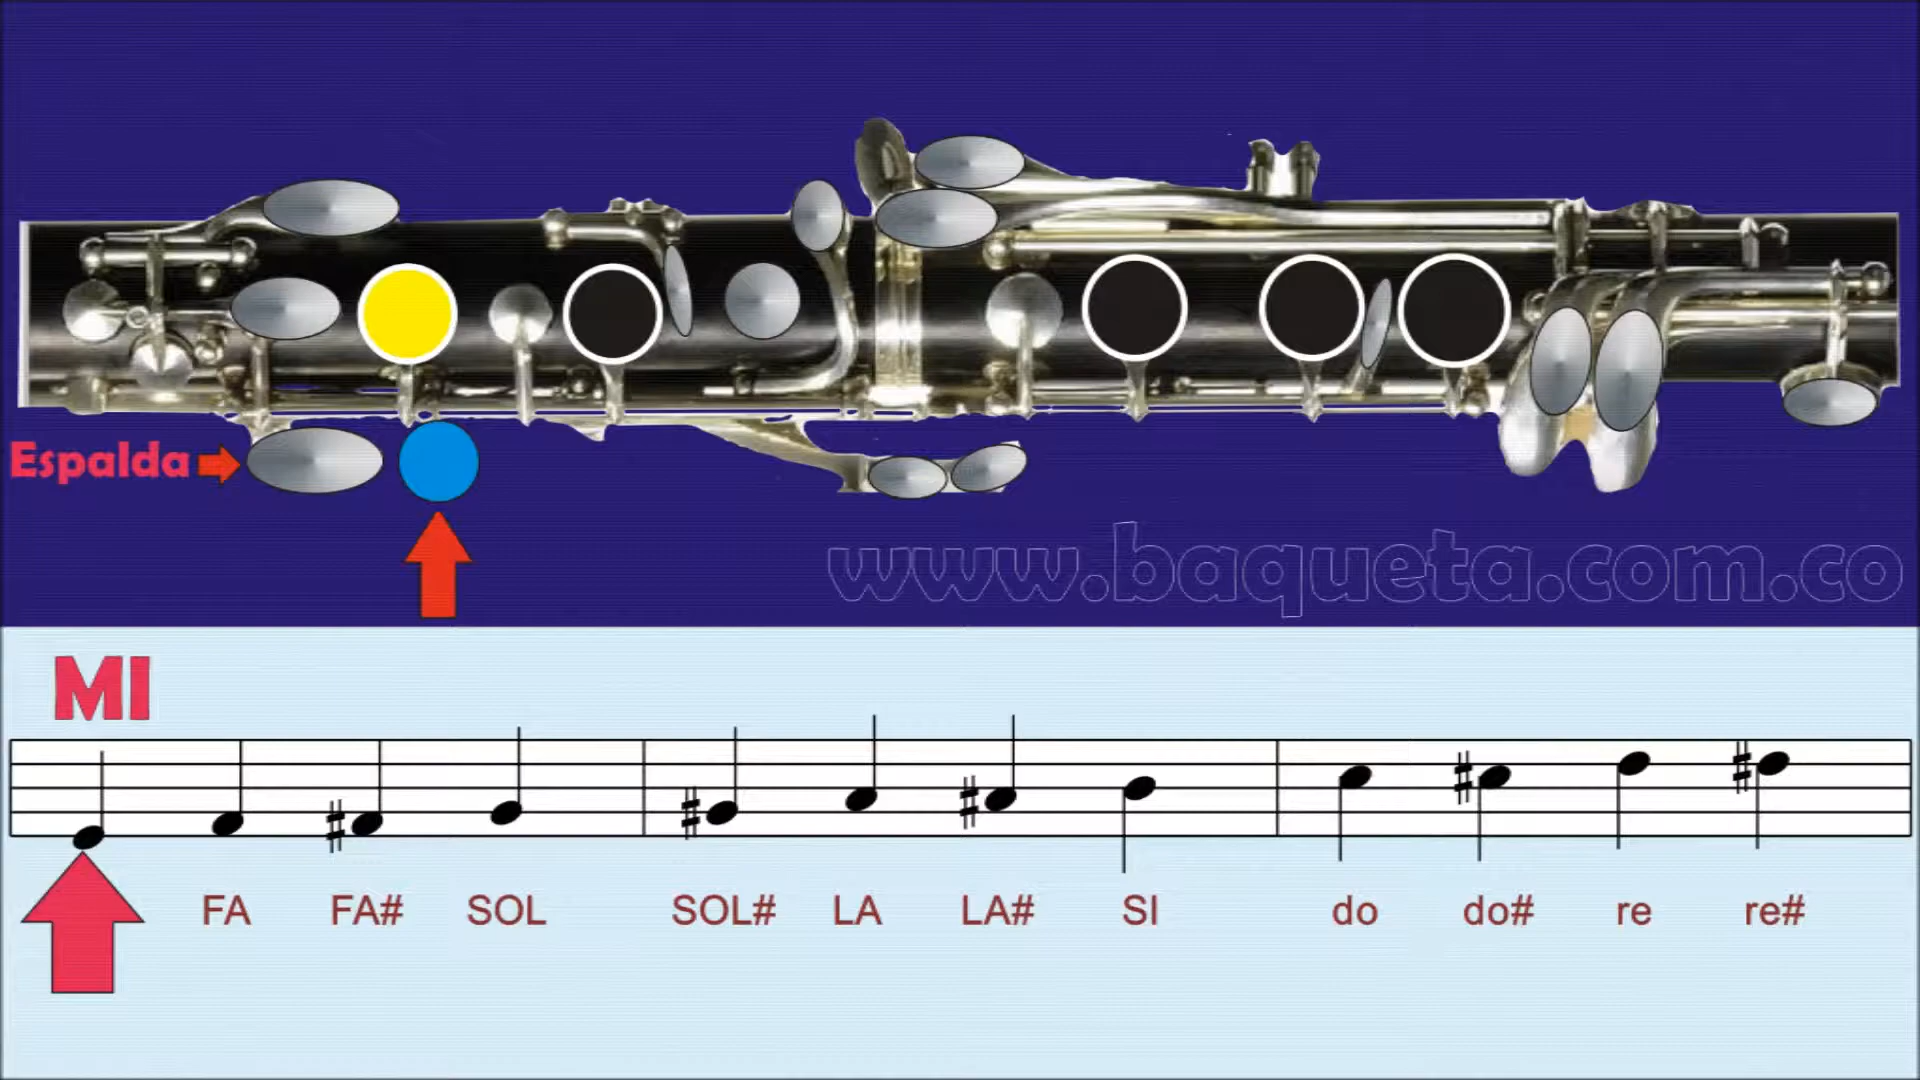 Espalda
www.baqueta.com.co
MI
FA FA# SOL SOL# LA LA# SI do do# re re#